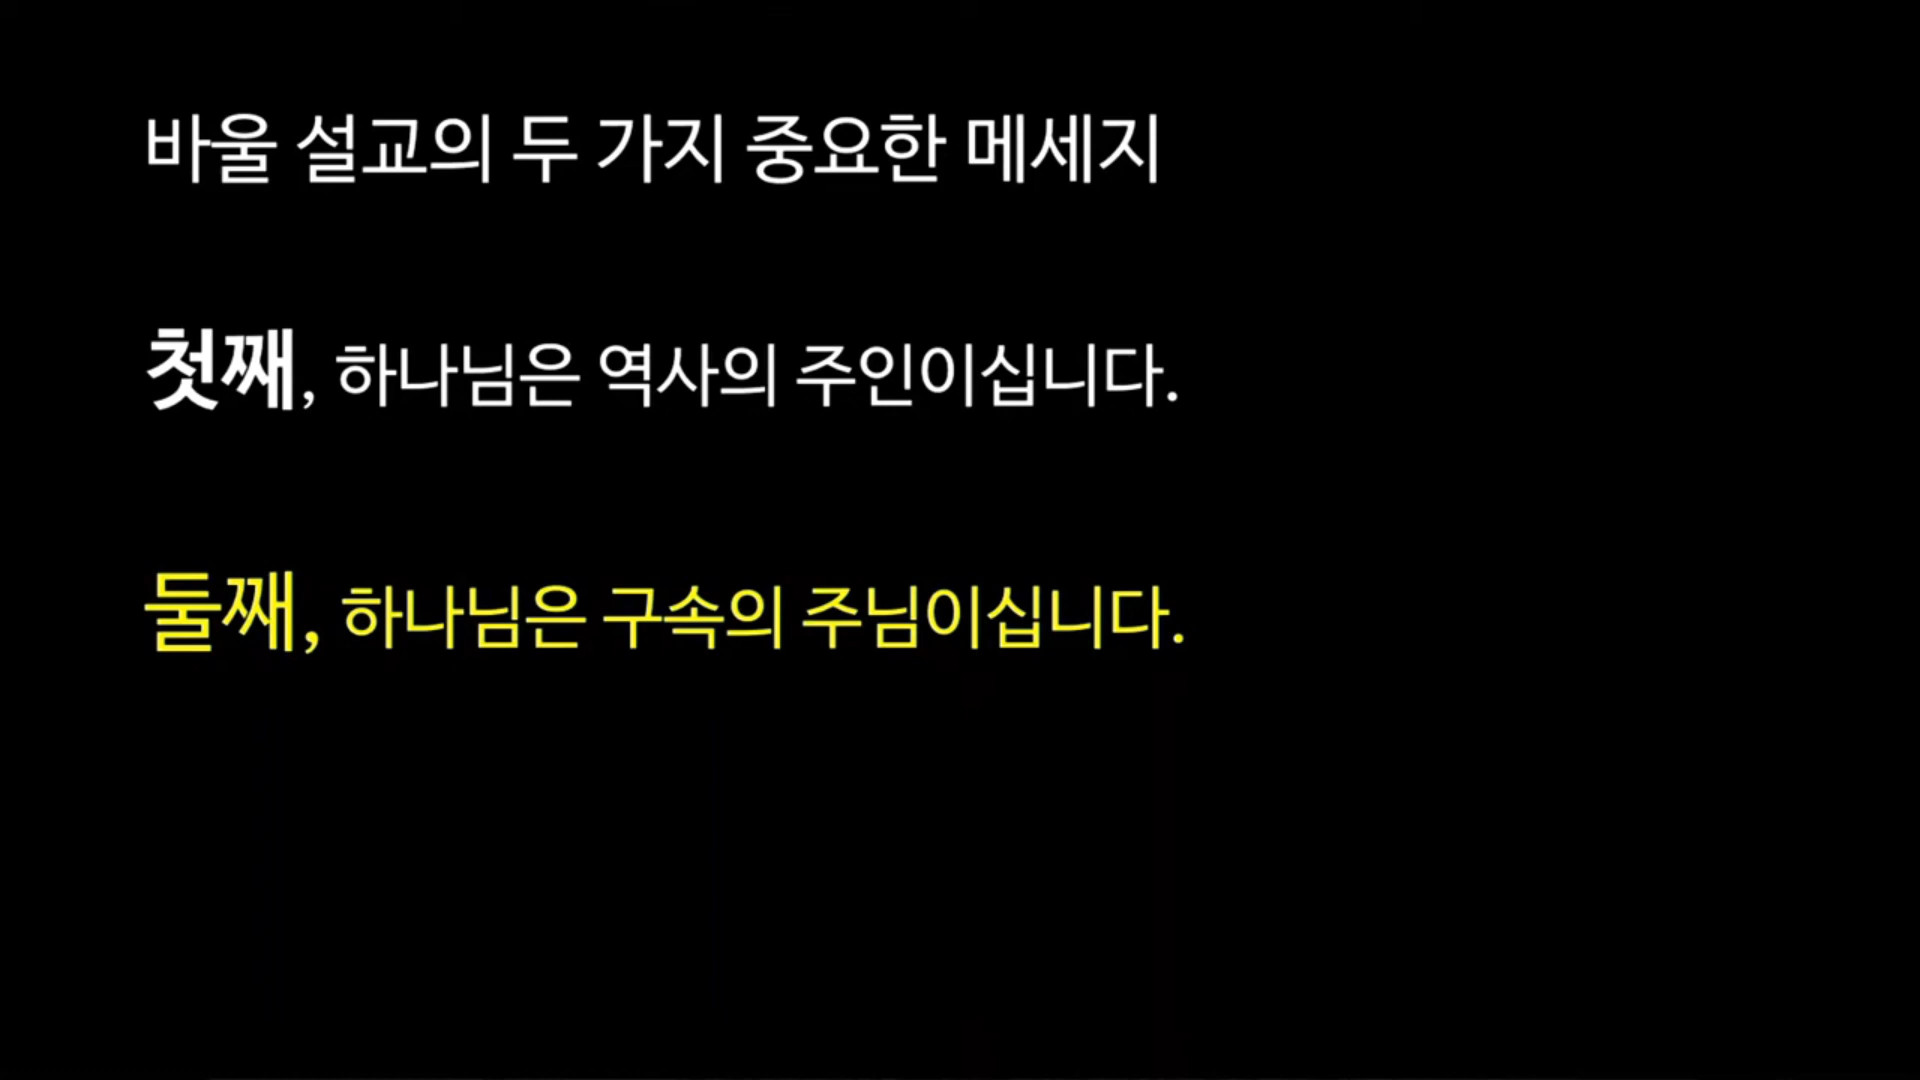 바울 설교의 두 가지 중요한 메세지
첫째, 하나님은 역사의 주인이십니다.
둘째, 하나님은 구속의 주님이십니다.